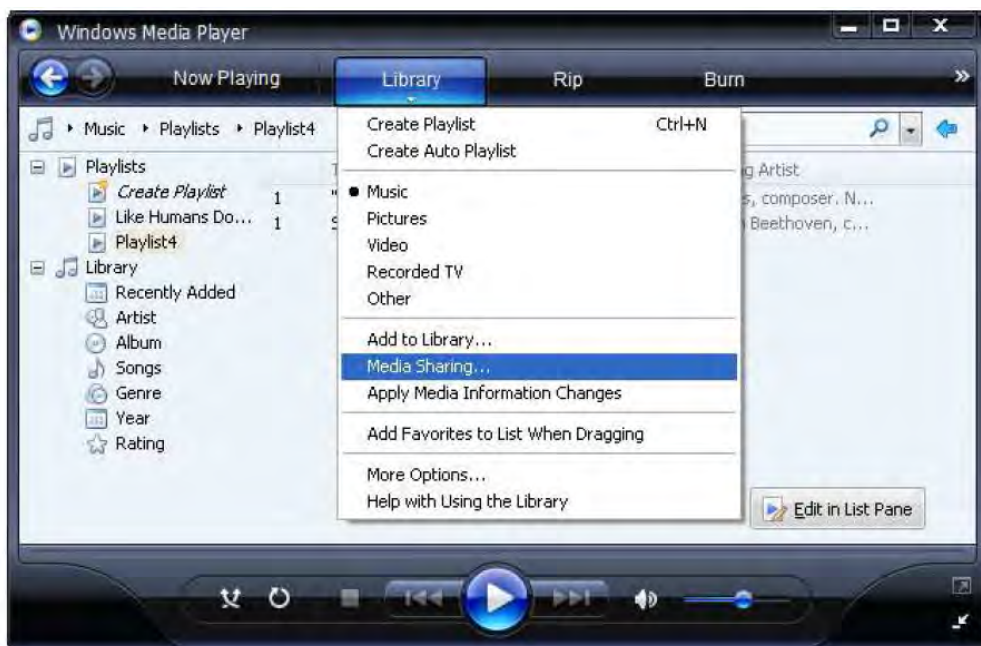 Windows Media Player
Now Playing Library Rip Burn »
Music Playlists Playlist4
Playlists
Create Playlist 1
Like Humans Do... 1
Playlist4
Library
Recently Added
Artist
Album
Songs
Genre
Year
Rating
Create Playlist Ctrl+N
Create Auto Playlist
Music
Pictures
Video
Recorded TV
Other
Add to Library...
Media Sharing...
Apply Media Information Changes
Add Favorites to List When Dragging
More Options...
Help with Using the Library
Artist
, composer. N...
Beethoven, c...
Edit in List Pane